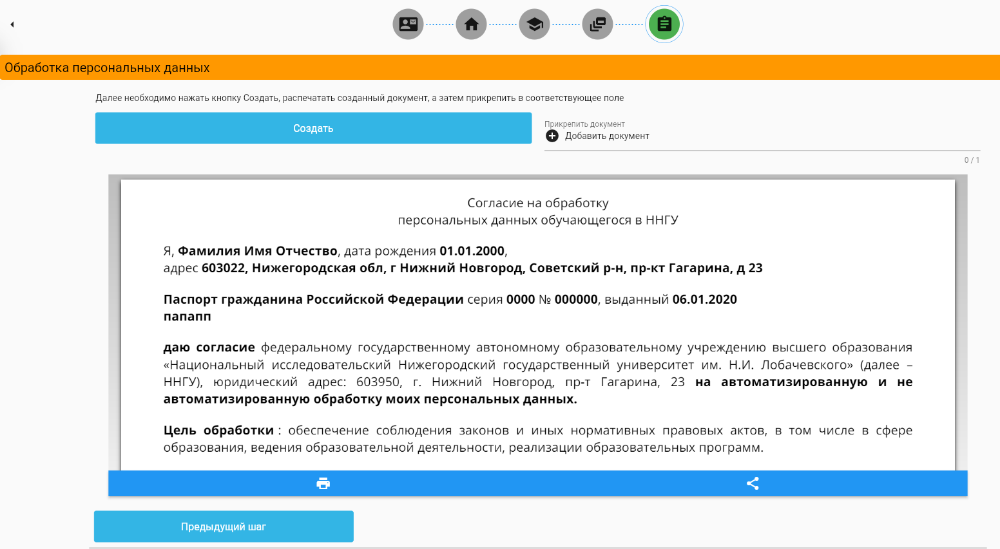 Обработка персональных данных
Далее необходимо нажать кнопку Создать, распечатать созданный документ, а затем прикрепить в соответствующее поле
Создать
Прикрепить документ
Добавить документ
0 / 1
Согласие на обработку
персональных данных обучающегося в ННГУ
Я, Фамилия Имя Отчество, дата рождения 01.01.2000,
адрес 603022, Нижегородская обл, г Нижний Новгород, Советский р-н, пр-кт Гагарина, д 23
Паспорт гражданина Российской Федерации серия 0000 № 000000, выданный 06.01.2020
папапп
даю согласие федеральному государственному автономному образовательному учреждению высшего образования
«Национальный исследовательский Нижегородский государственный университет им. Н.И. Лобачевского» (далее –
ННГУ), юридический адрес: 603950, г. Нижний Новгород, пр-т Гагарина, 23 на автоматизированную и не
автоматизированную обработку моих персональных данных.
Цель обработки : обеспечение соблюдения законов и иных нормативных правовых актов, в том числе в сфере
образования, ведения образовательной деятельности, реализации образовательных программ.
Предыдущий шаг